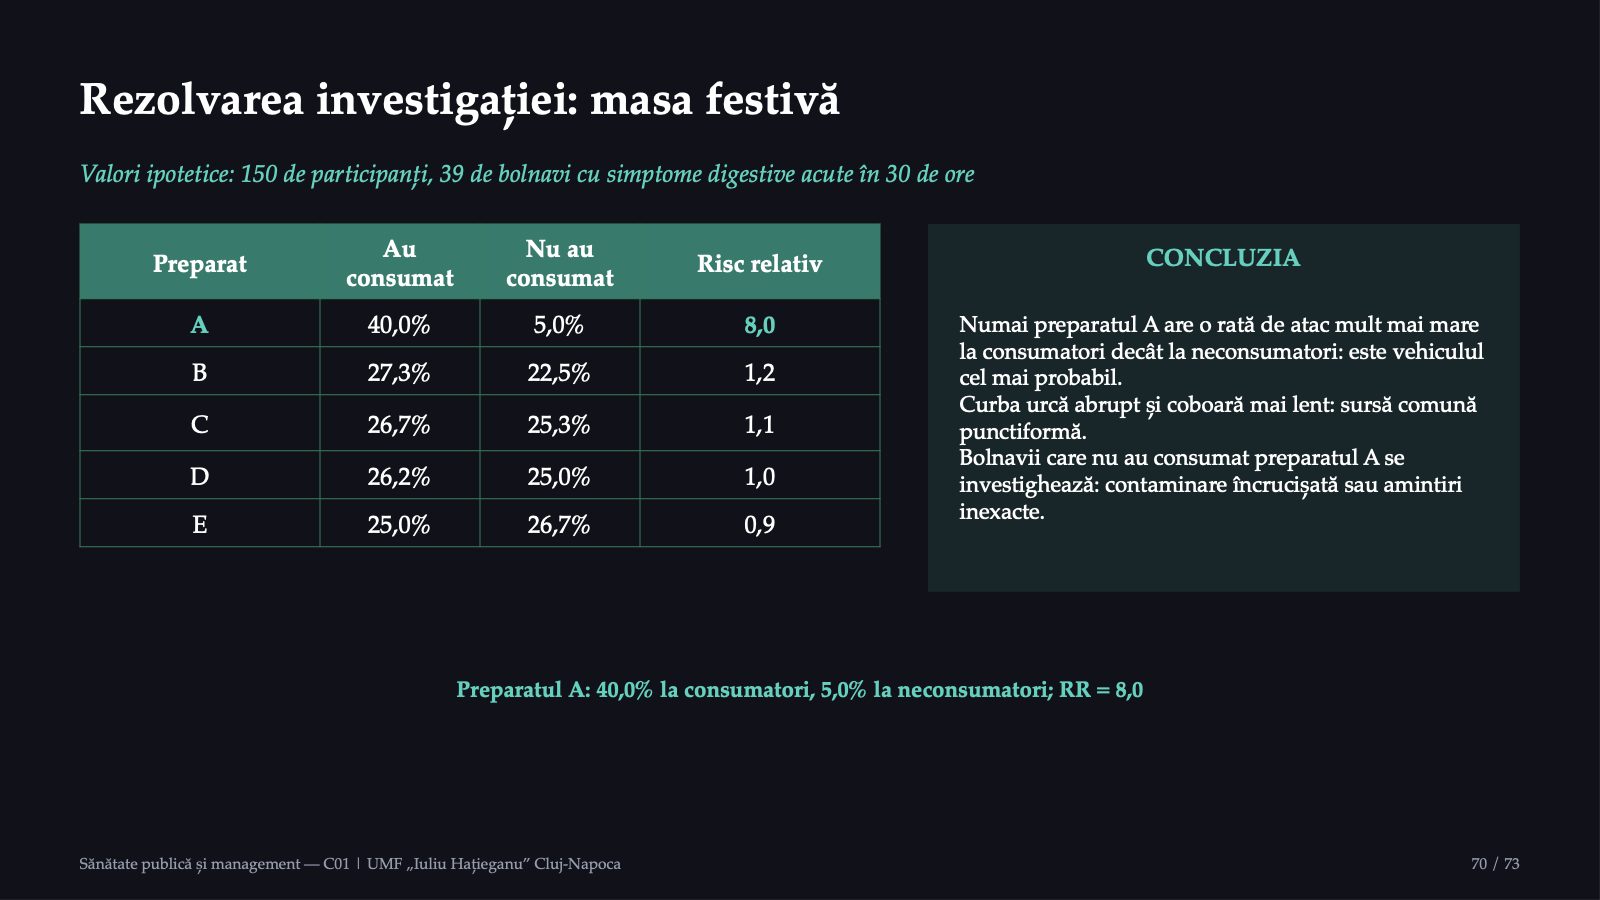 Rezolvarea investigației: masa festivă
Valori ipotetice: 150 de participanți, 39 de bolnavi cu simptome digestive acute în 30 de ore
Preparat Au consumat Nu au consumat Risc relativ
A 40,0% 5,0% 8,0
B 27,3% 22,5% 1,2
C 26,7% 25,3% 1,1
D 26,2% 25,0% 1,0
E 25,0% 26,7% 0,9
CONCLUZIA
Numai preparatul A are o rată de atac mult mai mare
la consumatori decât la neconsumatori: este vehiculul
cel mai probabil.
Curba urcă abrupt și coboară mai lent: sursă comună
punctiformă.
Bolnavii care nu au consumat preparatul A se
investighează: contaminare încrucișată sau amintiri
inexacte.
Preparatul A: 40,0% la consumatori, 5,0% la neconsumatori; RR = 8,0
Sănătate publică și management — C01 | UMF „Iuliu Hațieganu” Cluj-Napoca
70 / 73